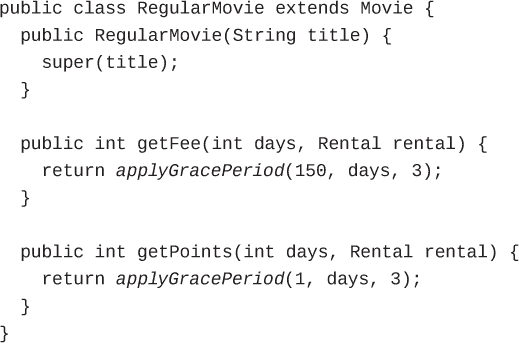 public class RegularMovie extends Movie {
  public RegularMovie(String title) {
    super(title);
  }

  public int getFee(int days, Rental rental) {
    return applyGracePeriod(150, days, 3);
  }

  public int getPoints(int days, Rental rental) {
    return applyGracePeriod(1, days, 3);
  }
}